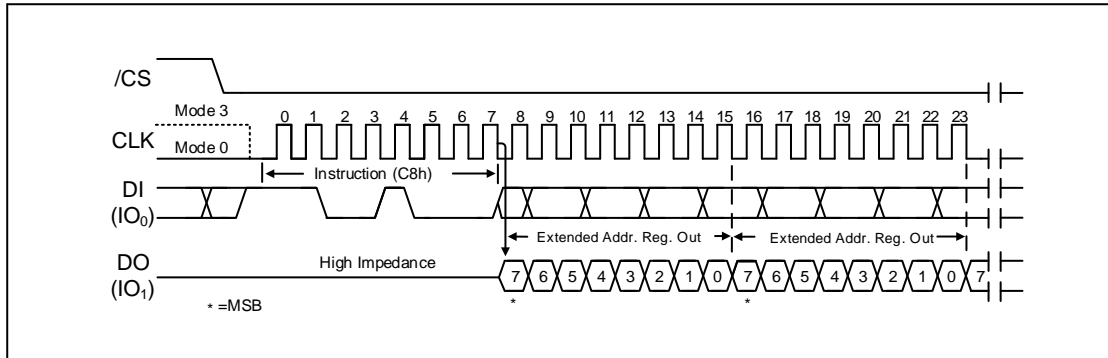 /CS
Mode 3
0 1 2 3 4 5 6 7 8 9 10 11 12 13 14 15 16 17 18 19 20 21 22 23
CLK
Mode 0
Instruction (C8h)
DI
(IO₀)
Extended Addr. Reg. Out Extended Addr. Reg. Out
DO
High Impedance
7 6 5 4 3 2 1 0 7 6 5 4 3 2 1 0 7
(IO₁)
* *
* =MSB